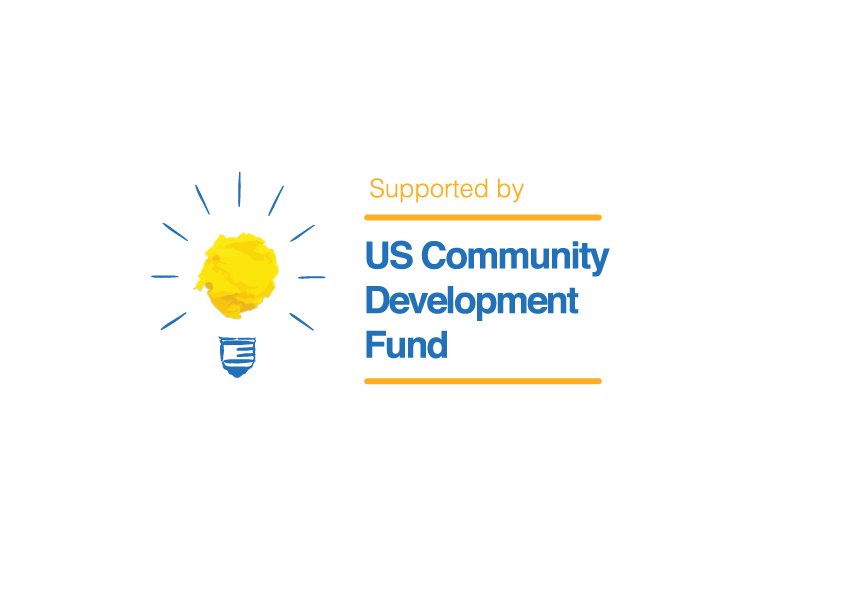 Supported by
US Community
Development
Fund